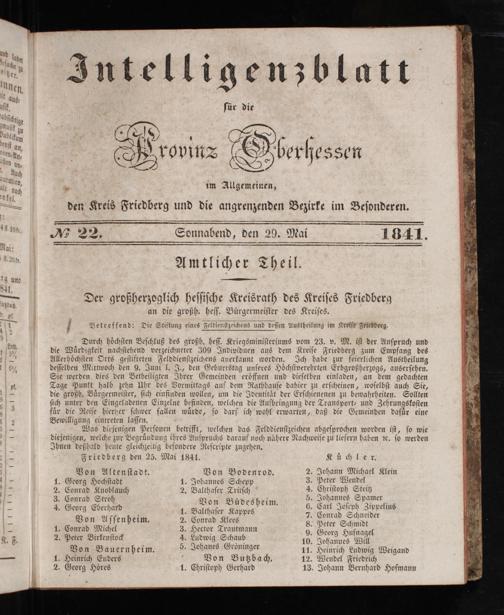 Intelligenzblatt
für die
Provinz Oberhessen
im Allgemeinen,
den Kreis Friedberg und die angrenzenden Bezirke im Besonderen.
№ 22. Sonnabend, den 29. Mai 1841.
Amtlicher Theil.
Der großherzoglich hessische Kreisrath des Kreises Friedberg
an die großh. hess. Bürgermeister des Kreises.
Betreffend: Die Stiftung eines Felddienstzeichens und dessen Austheilung im Kreise Friedberg.
Durch höchsten Beschluß des großh. hess. Kriegsministeriums vom 23. v. M. ist der Anspruch und
die Würdigkeit nachstehend verzeichneter 309 Individuen aus dem Kreise Friedberg zum Empfang des
Allerhöchsten Orts gestifteten Felddienstzeichens anerkannt worden. Ich habe zur feierlichen Austheilung
desselben Mittwoch den 9. Juni l. J., den Geburtstag unseres Höchstverehrten Erbgroßherzogs, ausersehen.
Sie werden dies den Betheiligten Ihrer Gemeinden eröffnen und dieselben einladen, an dem gedachten
Tage Punkt halb zehn Uhr des Vormittags auf dem Rathhause dahier zu erscheinen, woselbst auch Sie,
die großh. Bürgermeister, sich einfinden wollen, um die Identität der Erschienenen zu bewahrheiten. Sollten
sich unter den Eingeladenen Einzelne befinden, welchen die Aufbringung der Transport- und Zehrungskosten
für die Reise hierher schwer fallen würde, so darf ich wohl erwarten, daß die Gemeinden dafür eine
Bewilligung eintreten lassen.
Was diejenigen Personen betrifft, welchen das Felddienstzeichen abgesprochen worden ist, so wie
diejenigen, welche zur Begründung ihres Anspruchs darauf noch nähere Nachweise zu liefern haben ꝛc. so werden
Ihnen deßhalb heute gleichzeitig besondere Rescripte zugehen.
Friedberg den 25. Mai 1841. Küchler.
Von Altenstadt.
1. Georg Hochstadt
2. Conrad Knoblauch
3. Conrad Stroh
4. Georg Eberhard
Von Assenheim.
1. Conrad Michel
2. Peter Birkenstock
Von Bauernheim.
1. Heinrich Enders
2. Georg Höres
Von Bodenrod.
1. Johannes Schepp
2. Balthaser Trüsch
Von Büdesheim.
1. Balthaser Kappes
2. Conrad Kloes
3. Hector Trautmann
4. Ludwig Schaub
5. Johannes Gröninger
Von Butzbach.
1. Christoph Gerhard
2. Johann Michael Klein
3. Peter Wendel
4. Christoph Steitz
5. Johannes Spamer
6. Carl Joseph Zippelius
7. Conrad Schneider
8. Peter Schmidt
9. Georg Hufnagel
10. Johannes Will
11. Heinrich Ludwig Weigand
12. Wendel Friedrich
13. Johann Bernhard Hofmann